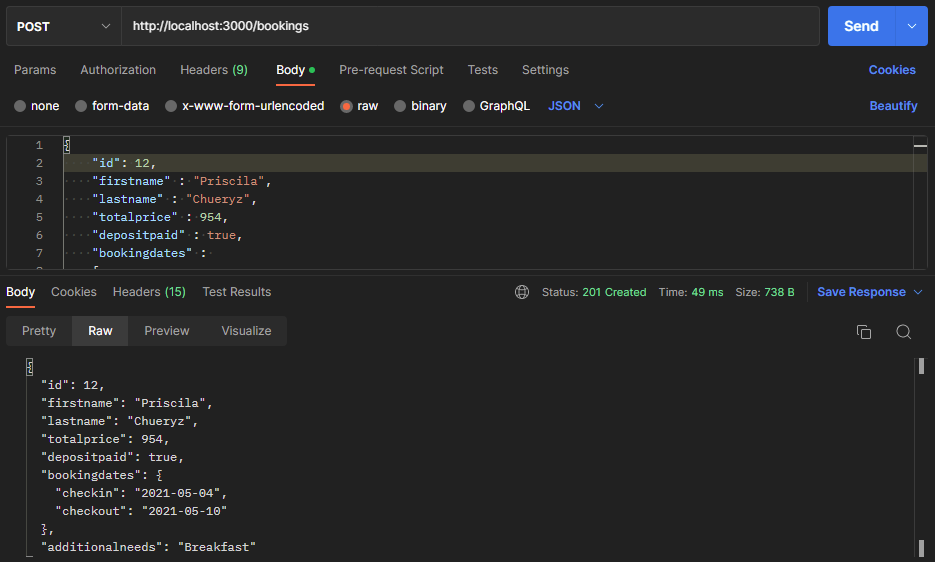 POST http://localhost:3000/bookings Send
Params Authorization Headers (9) Body Pre-request Script Tests Settings Cookies
none form-data x-www-form-urlencoded raw binary GraphQL JSON Beautify
1 {
2 "id": 12,
3 "firstname" : "Priscila",
4 "lastname" : "Chueryz",
5 "totalprice" : 954,
6 "depositpaid" : true,
7 "bookingdates" :
Body Cookies Headers (15) Test Results Status: 201 Created Time: 49 ms Size: 738 B Save Response
Pretty Raw Preview Visualize
{
"id": 12,
"firstname": "Priscila",
"lastname": "Chueryz",
"totalprice": 954,
"depositpaid": true,
"bookingdates": {
"checkin": "2021-05-04",
"checkout": "2021-05-10"
},
"additionalneeds": "Breakfast"